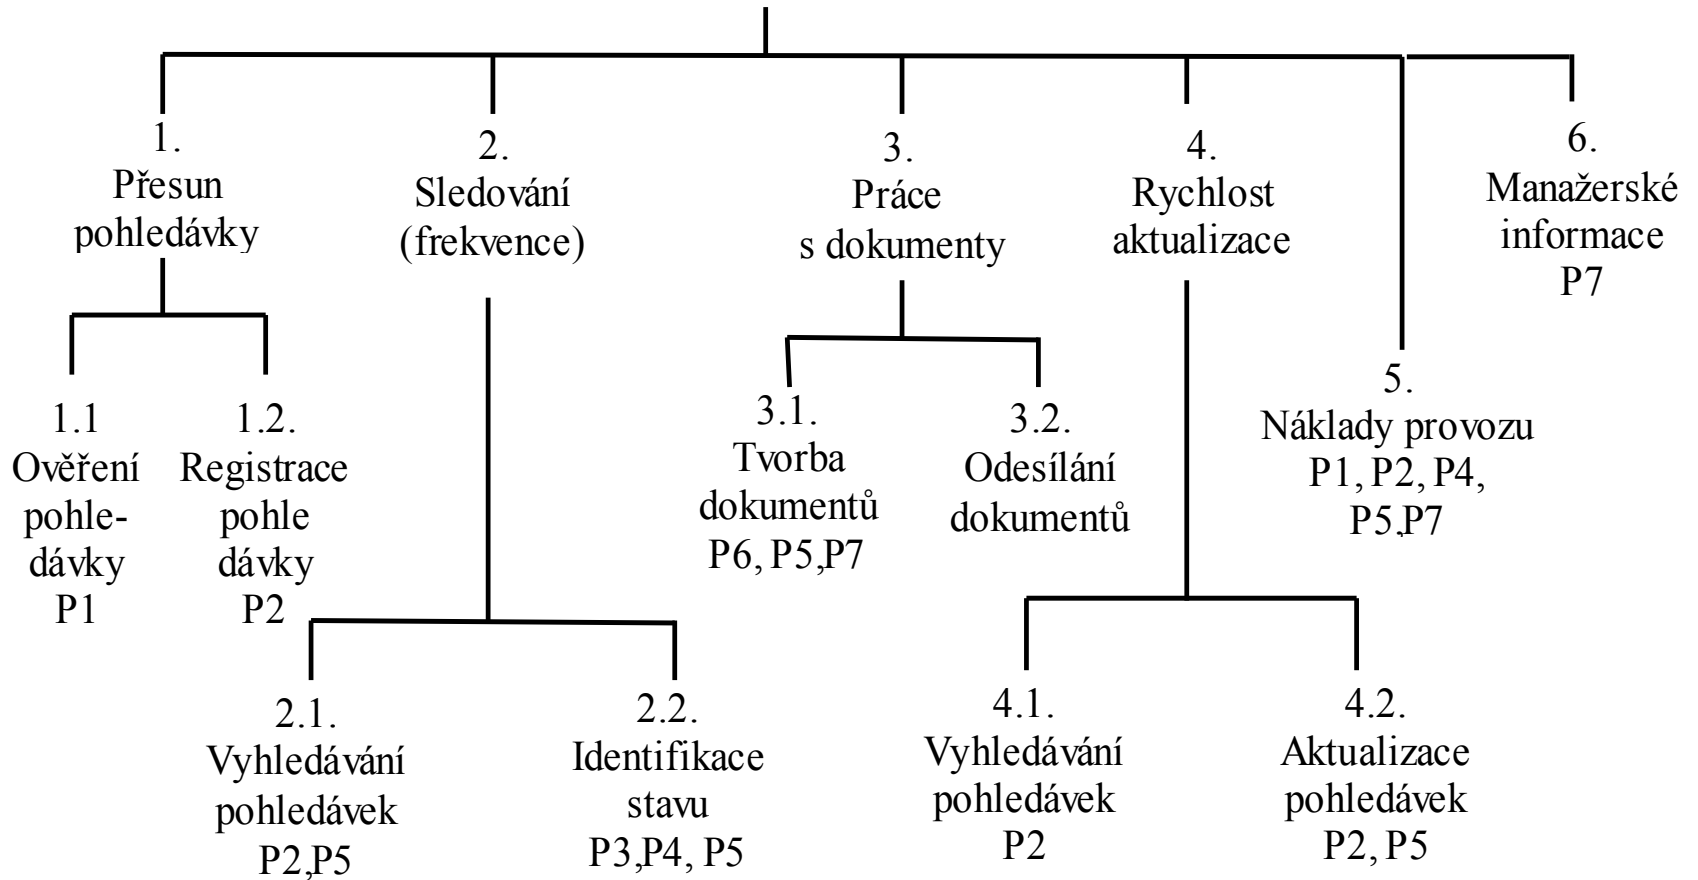 1.
Přesun
pohledávky
2.
Sledování
(frekvence)
3.
Práce
s dokumenty
4.
Rychlost
aktualizace
6.
Manažerské
informace
P7
5.
Náklady provozu
P1, P2, P4,
P5,P7
1.1
Ověření
pohle-
dávky
P1
1.2.
Registrace
pohle
dávky
P2
3.1.
Tvorba
dokumentů
P6, P5,P7
3.2.
Odesílání
dokumentů
2.1.
Vyhledávání
pohledávek
P2,P5
2.2.
Identifikace
stavu
P3,P4, P5
4.1.
Vyhledávání
pohledávek
P2
4.2.
Aktualizace
pohledávek
P2, P5